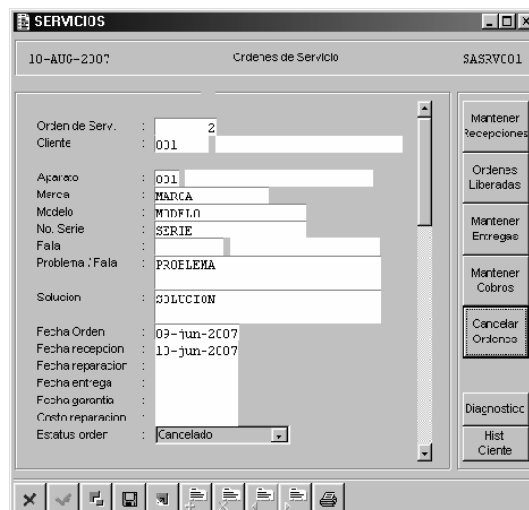 SERVICIOS
10-AUG-2007 Ordenes de Servicio SASRVC01
Orden de Serv. : 2
Cliente : 001
Aparato : 001
Marca : MARCA
Modelo : MODELO
No. Serie : SERIE
Falla :
Problema / Falla : PROBLEMA
Solucion : SOLUCION
Fecha Orden : 09-jun-2007
Fecha recepcion : 10-jun-2007
Fecha reparacion :
Fecha entrega :
Fecha garantia :
Costo reparacion :
Estatus orden : Cancelado
Mantener
Recepciones
Ordenes
Liberadas
Mantener
Entregas
Mantener
Cobros
Cancelar
Ordenes
Diagnostico
Hist
Cliente